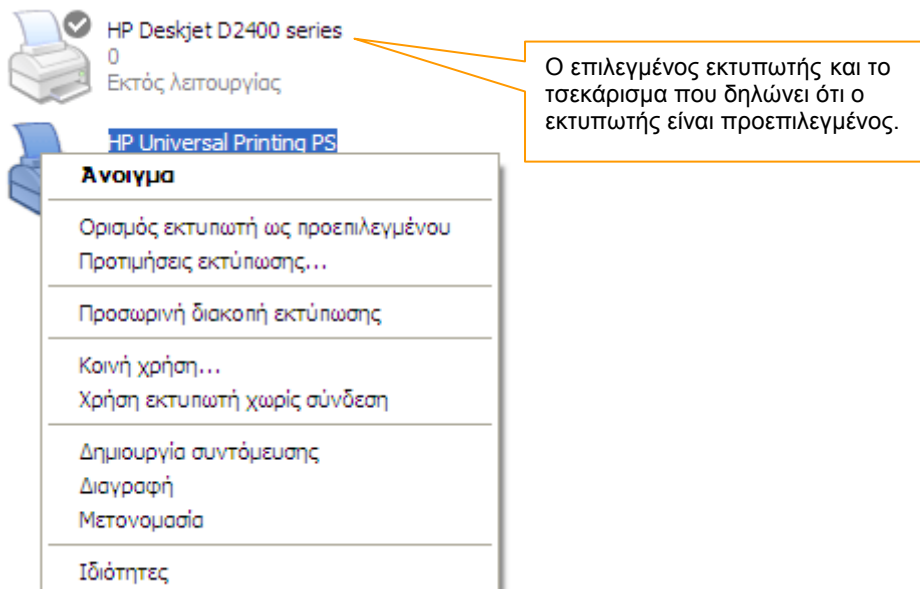 HP Deskjet D2400 series
0
Εκτός λειτουργίας
Ο επιλεγμένος εκτυπωτής και το
τσεκάρισμα που δηλώνει ότι ο
εκτυπωτής είναι προεπιλεγμένος.
HP Universal Printing PS
Άνοιγμα
Ορισμός εκτυπωτή ως προεπιλεγμένου
Προτιμήσεις εκτύπωσης...
Προσωρινή διακοπή εκτύπωσης
Κοινή χρήση...
Χρήση εκτυπωτή χωρίς σύνδεση
Δημιουργία συντόμευσης
Διαγραφή
Μετονομασία
Ιδιότητες